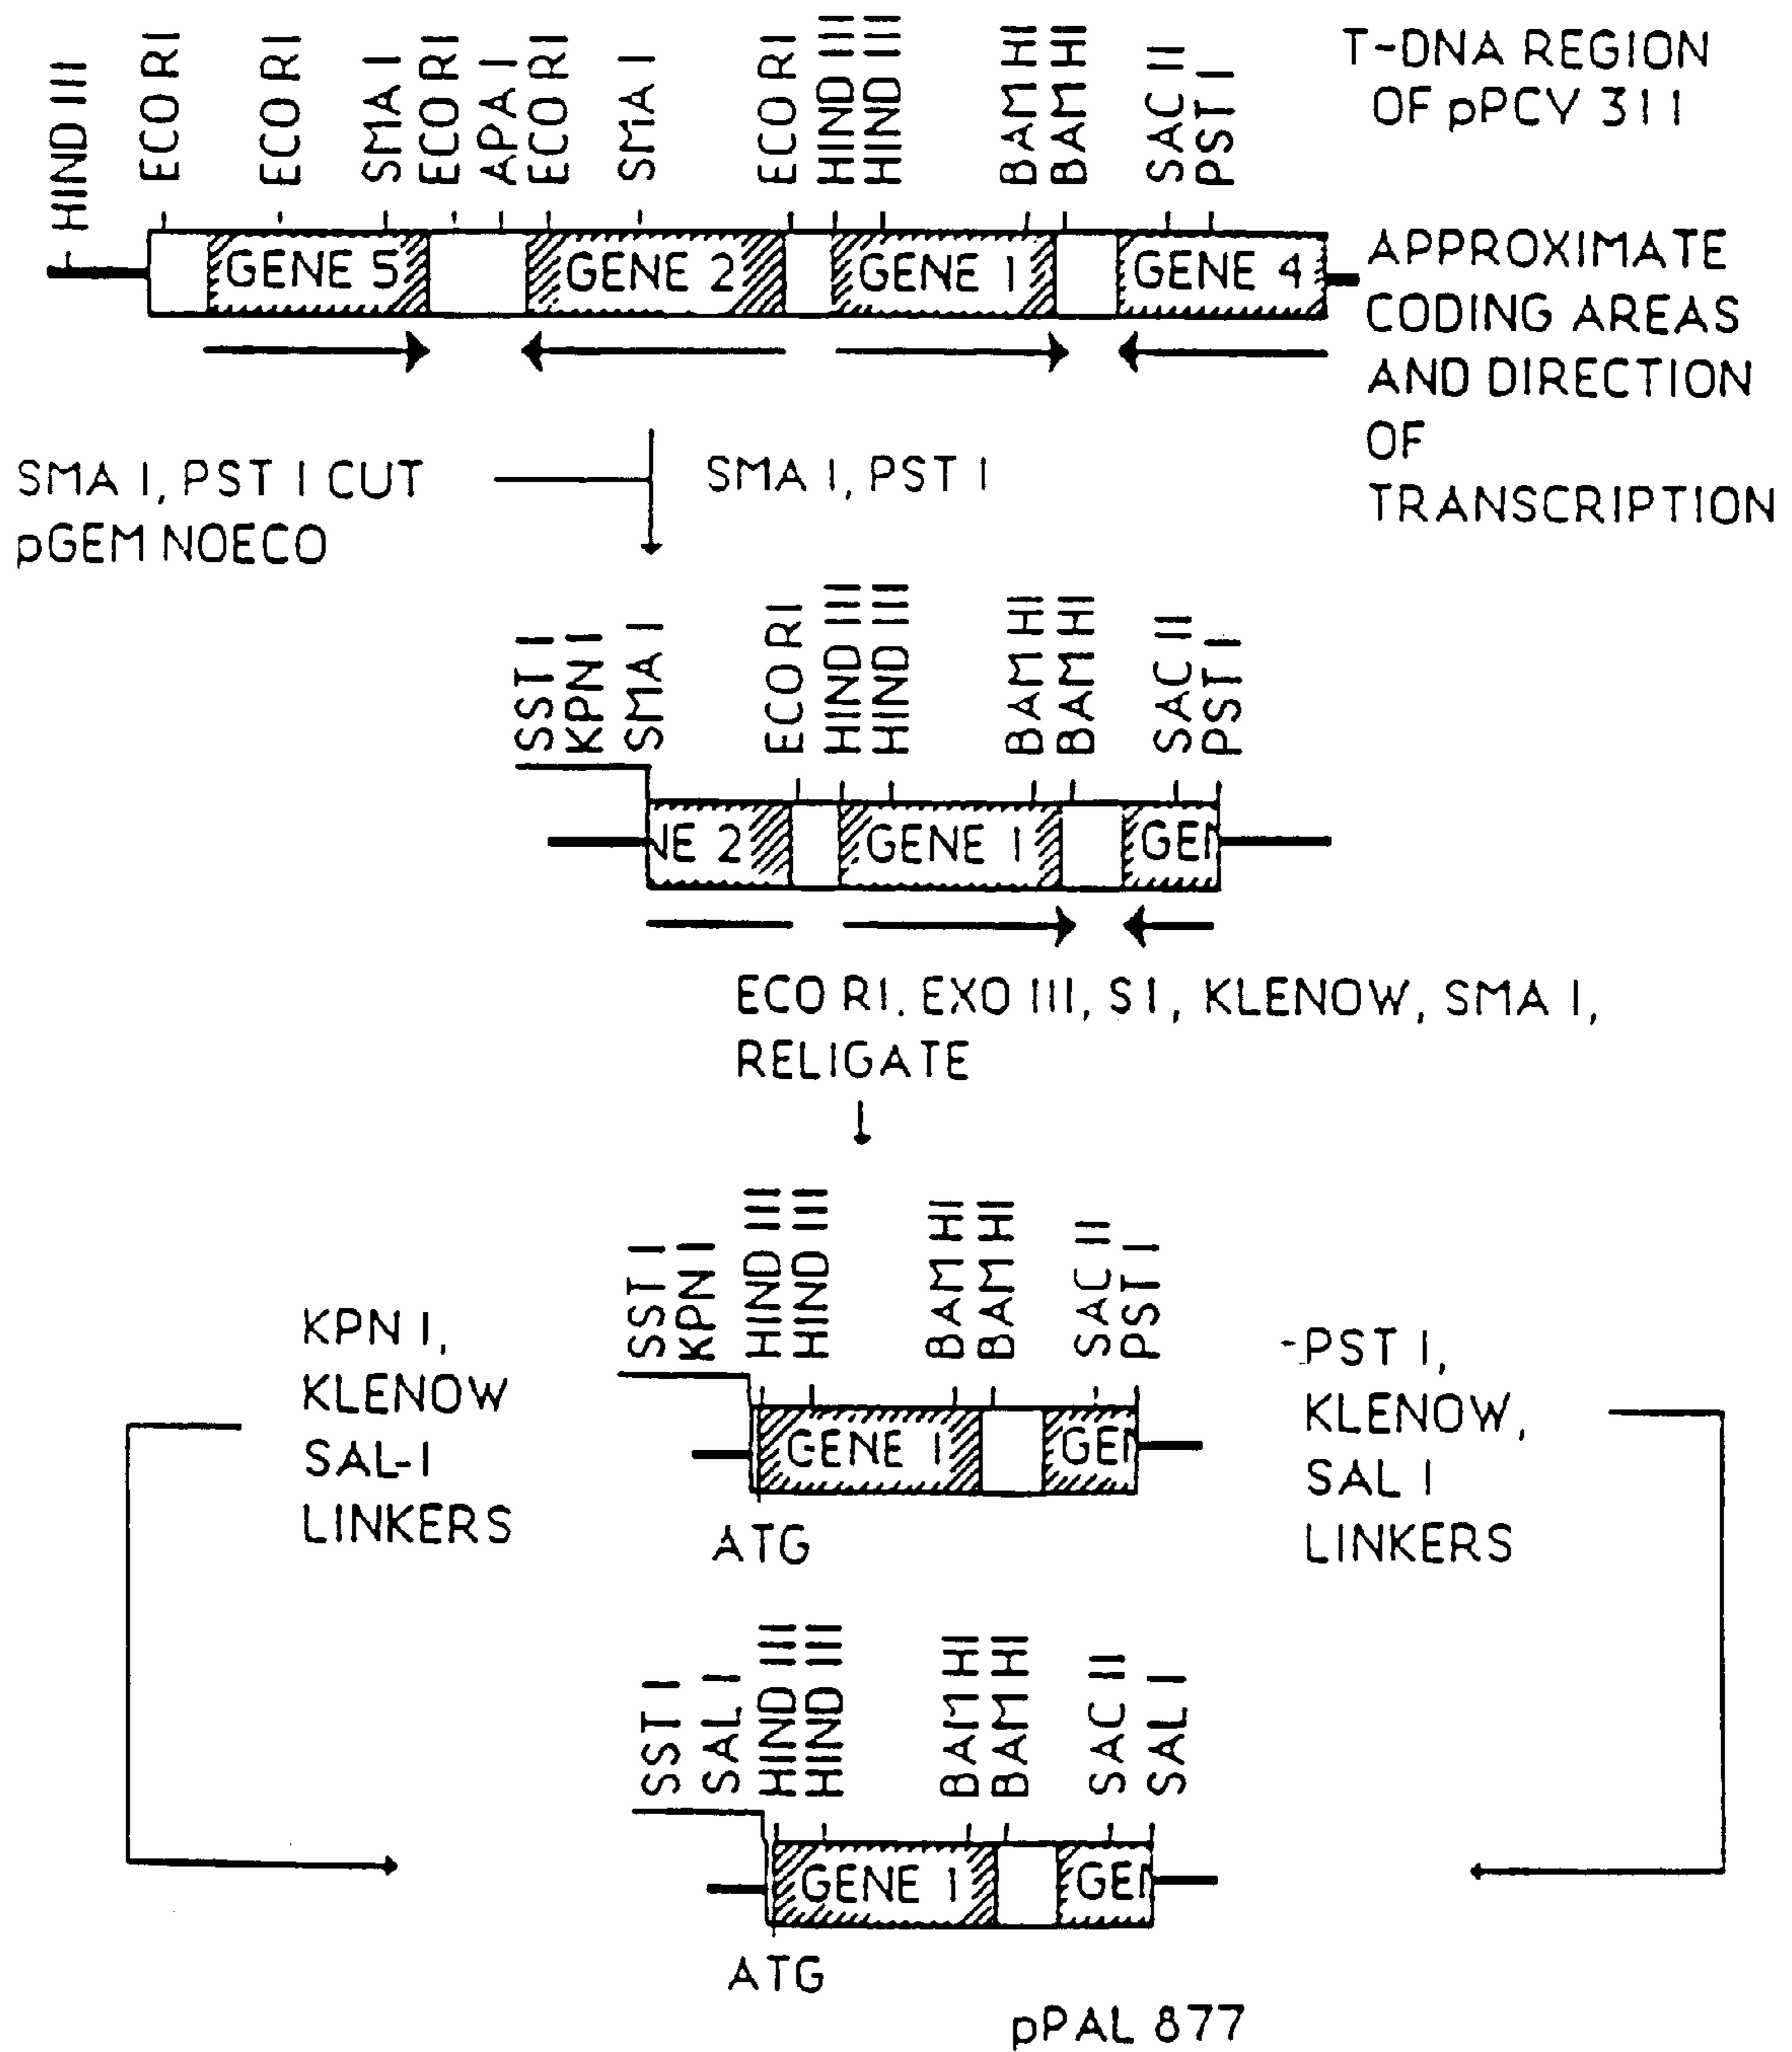 HIND III
ECO RI
ECO RI
SMA I
ECO RI
APA I
ECO RI
SMA I
ECO RI
HIND III
HIND III
BAM HI
BAM HI
SAC II
PST I
T-DNA REGION
OF pPCY 311
GENE 5
GENE 2
GENE 1
GENE 4
APPROXIMATE
CODING AREAS
AND DIRECTION
OF
TRANSCRIPTION
SMA I, PST I CUT
pGEM NOECO
SMA I, PST I
SST I
KPN I
SMA I
ECO RI
HIND III
HIND III
BAM HI
BAM HI
SAC II
PST I
NE 2
GENE 1
GEN
ECO RI, EXO III, S1, KLENOW, SMA I,
RELIGATE
SST I
KPN I
HIND III
HIND III
BAM HI
BAM HI
SAC II
PST I
KPN I,
KLENOW
SAL-I
LINKERS
GENE 1
GEN
ATG
-PST I,
KLENOW,
SAL I
LINKERS
SST I
SAL I
HIND III
HIND III
BAM HI
BAM HI
SAC II
SAL I
GENE 1
GEN
ATG
pPAL 877